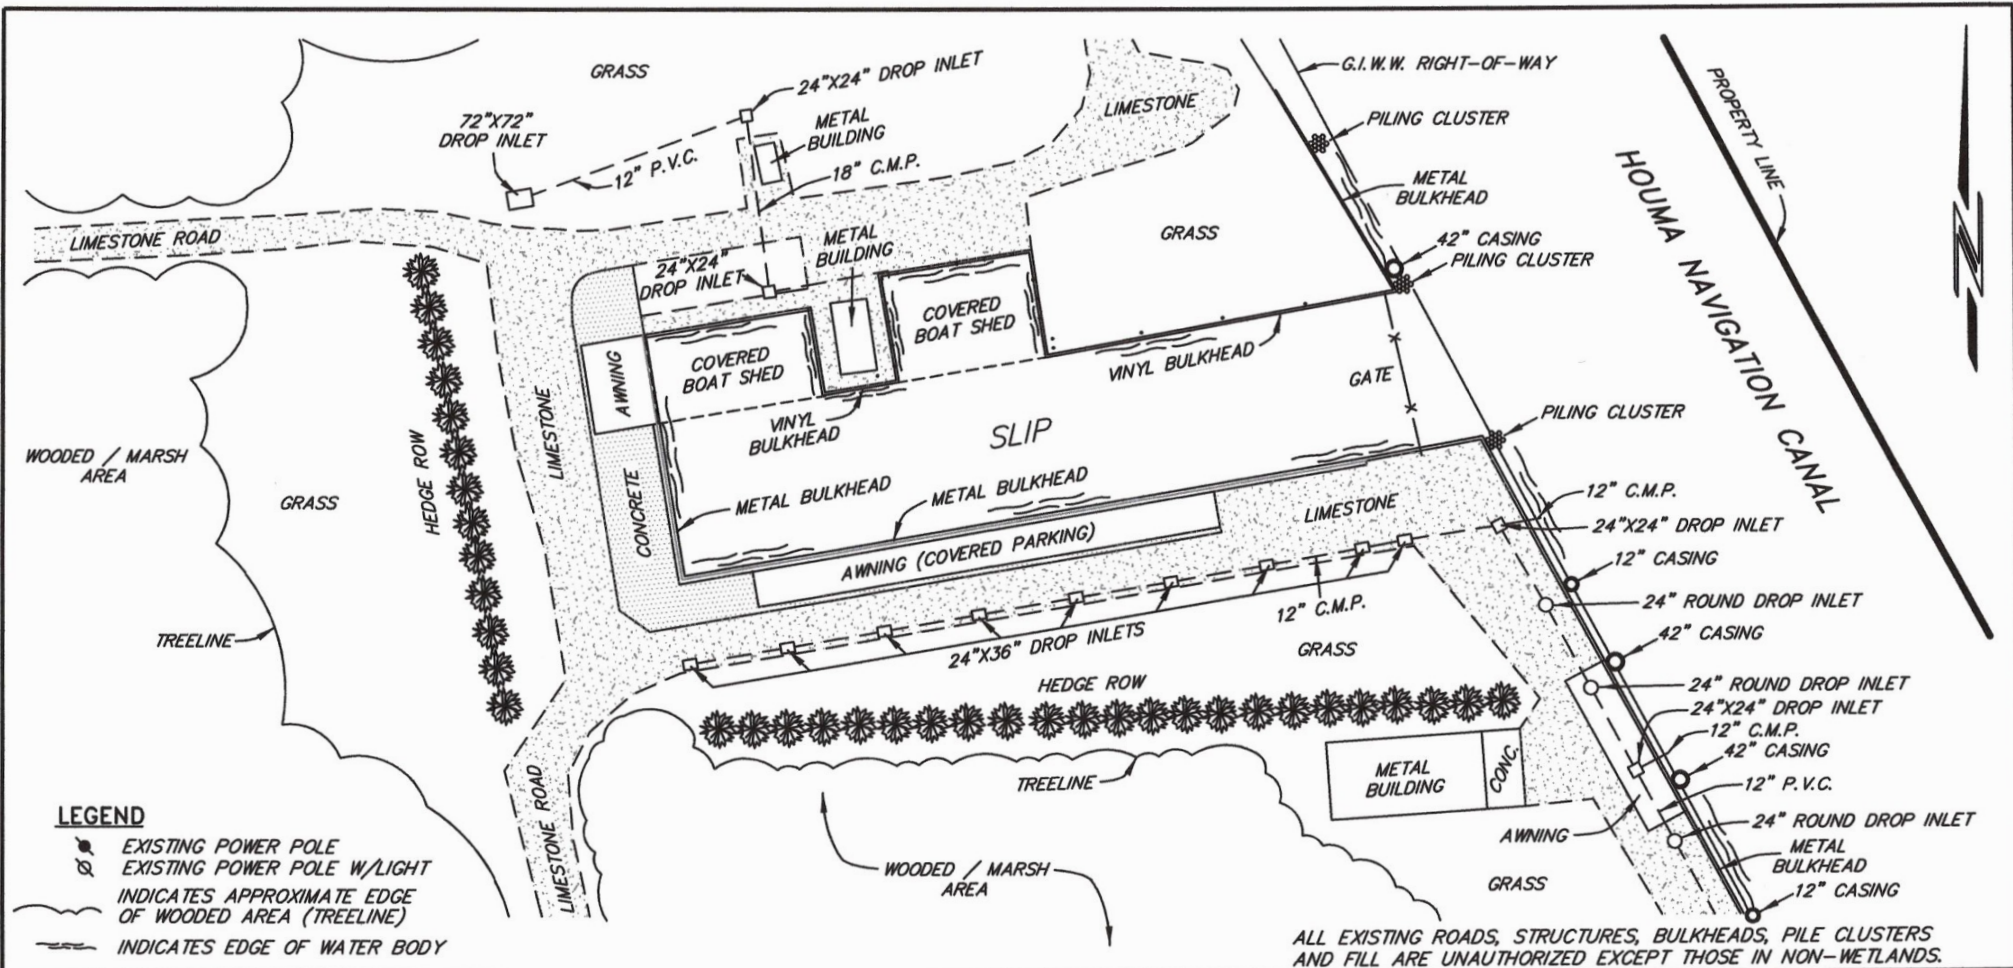 GRASS
24"X24" DROP INLET
G.I.W.W. RIGHT-OF-WAY
PROPERTY LINE
72"X72"
DROP INLET
METAL
BUILDING
LIMESTONE
PILING CLUSTER
12" P.V.C.
18" C.M.P.
METAL
BULKHEAD
HOUMA NAVIGATION CANAL
LIMESTONE ROAD
METAL
BUILDING
GRASS
42" CASING
PILING CLUSTER
24"X24"
DROP INLET
COVERED
BOAT SHED
COVERED
BOAT SHED
AWNING
VINYL BULKHEAD
GATE
VINYL
BULKHEAD
SLIP
PILING CLUSTER
LIMESTONE
HEDGE ROW
WOODED / MARSH
AREA
GRASS
CONCRETE
METAL BULKHEAD
METAL BULKHEAD
LIMESTONE
12" C.M.P.
24"X24" DROP INLET
AWNING (COVERED PARKING)
12" CASING
24" ROUND DROP INLET
12" C.M.P.
24"X36" DROP INLETS
GRASS
42" CASING
TREELINE
HEDGE ROW
24" ROUND DROP INLET
24"X24" DROP INLET
12" C.M.P.
42" CASING
METAL
BUILDING
CONC.
TREELINE
12" P.V.C.
LIMESTONE ROAD
AWNING
24" ROUND DROP INLET
METAL
BULKHEAD
WOODED / MARSH
AREA
GRASS
12" CASING
LEGEND
EXISTING POWER POLE
EXISTING POWER POLE W/LIGHT
INDICATES APPROXIMATE EDGE
OF WOODED AREA (TREELINE)
INDICATES EDGE OF WATER BODY
ALL EXISTING ROADS, STRUCTURES, BULKHEADS, PILE CLUSTERS
AND FILL ARE UNAUTHORIZED EXCEPT THOSE IN NON-WETLANDS.